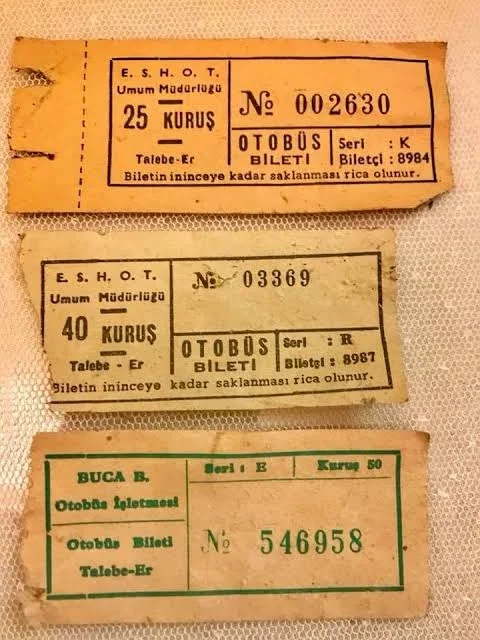 E. S. H. O. T.
Umum Müdürlüğü
25 KURUŞ
Talebe-Er
№ 002630
OTOBÜS
BİLETİ
Seri : K
Biletçi : 8984
Biletin ininceye kadar saklanması rica olunur.
E. S. H. O. T.
Umum Müdürlüğü
40 KURUŞ
Talebe - Er
№ 03369
OTOBÜS
BİLETİ
Seri : R
Biletçi : 8987
Biletin ininceye kadar saklanması rica olunur.
BUCA B.
Otobüs İşletmesi
Otobüs Bileti
Talebe-Er
Seri : E
Kuruş 50
№ 546958